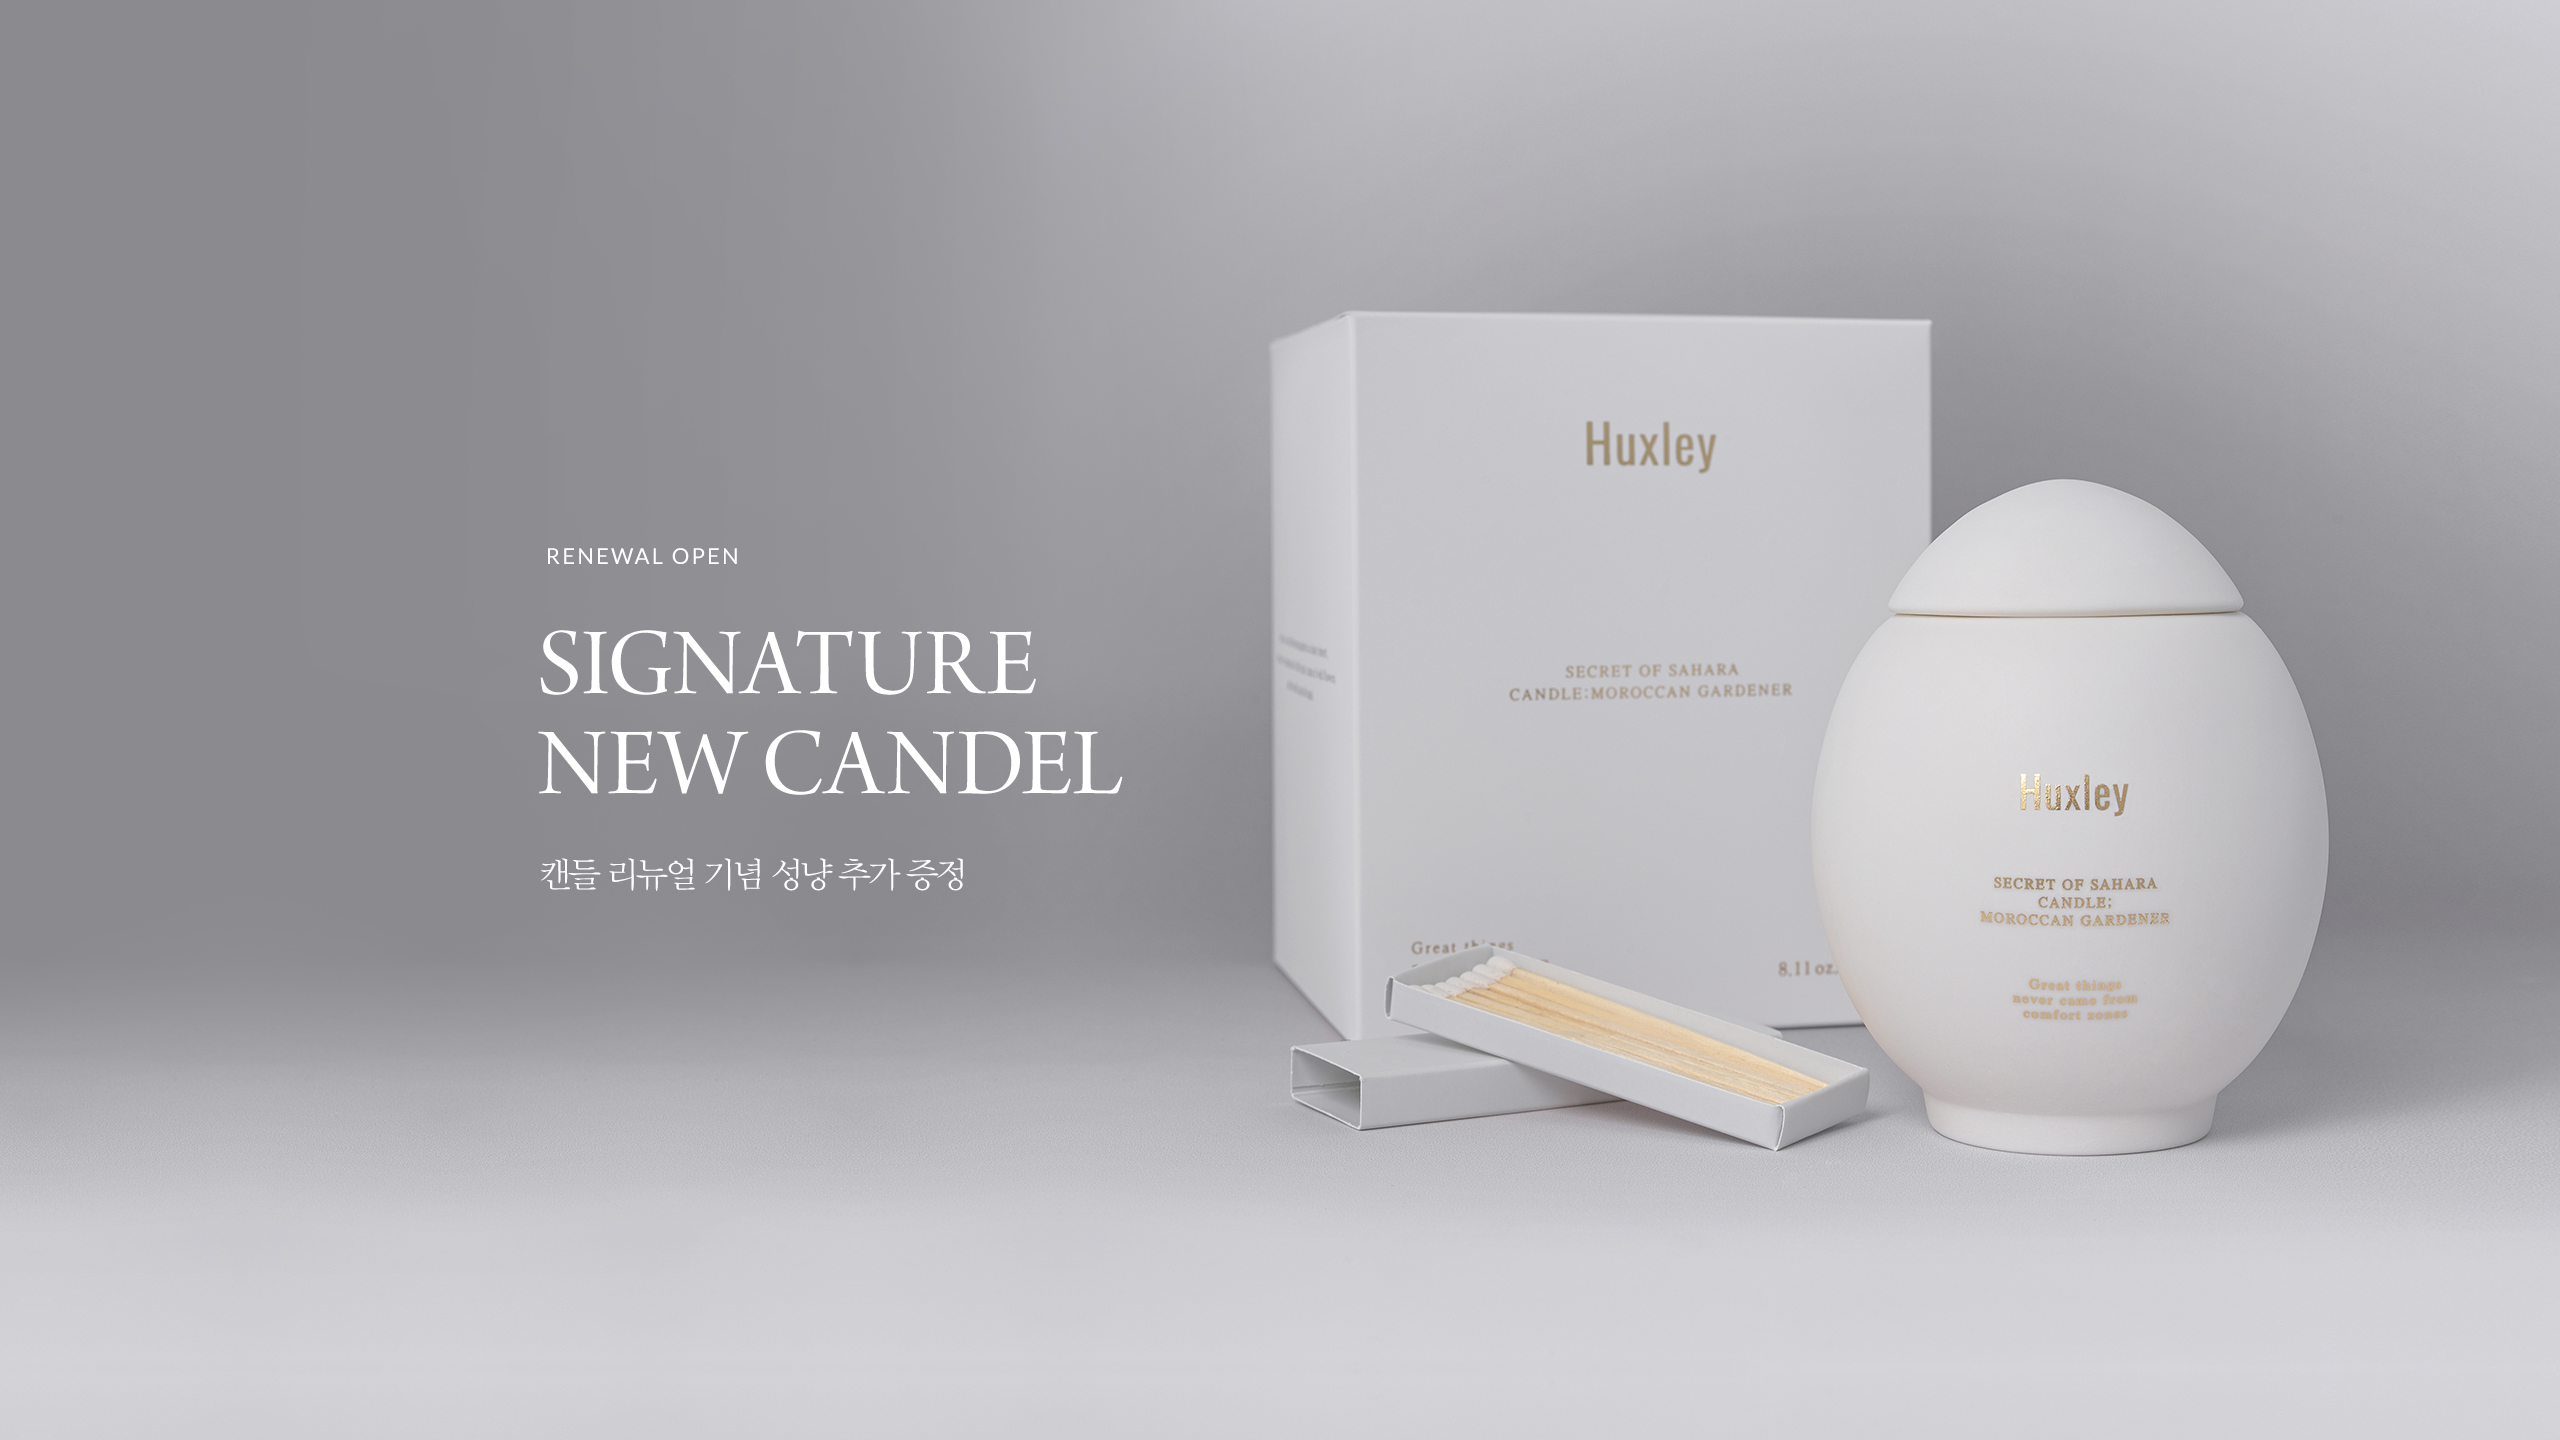 RENEWAL OPEN
SIGNATURE
NEW CANDEL
캔들 리뉴얼 기념 성냥 추가 증정
Huxley
SECRET OF SAHARA
CANDLE:MOROCCAN GARDENER
Great things
8.11 oz.
Huxley
SECRET OF SAHARA
CANDLE;
MOROCCAN GARDENER
Great things
never came from
comfort zones